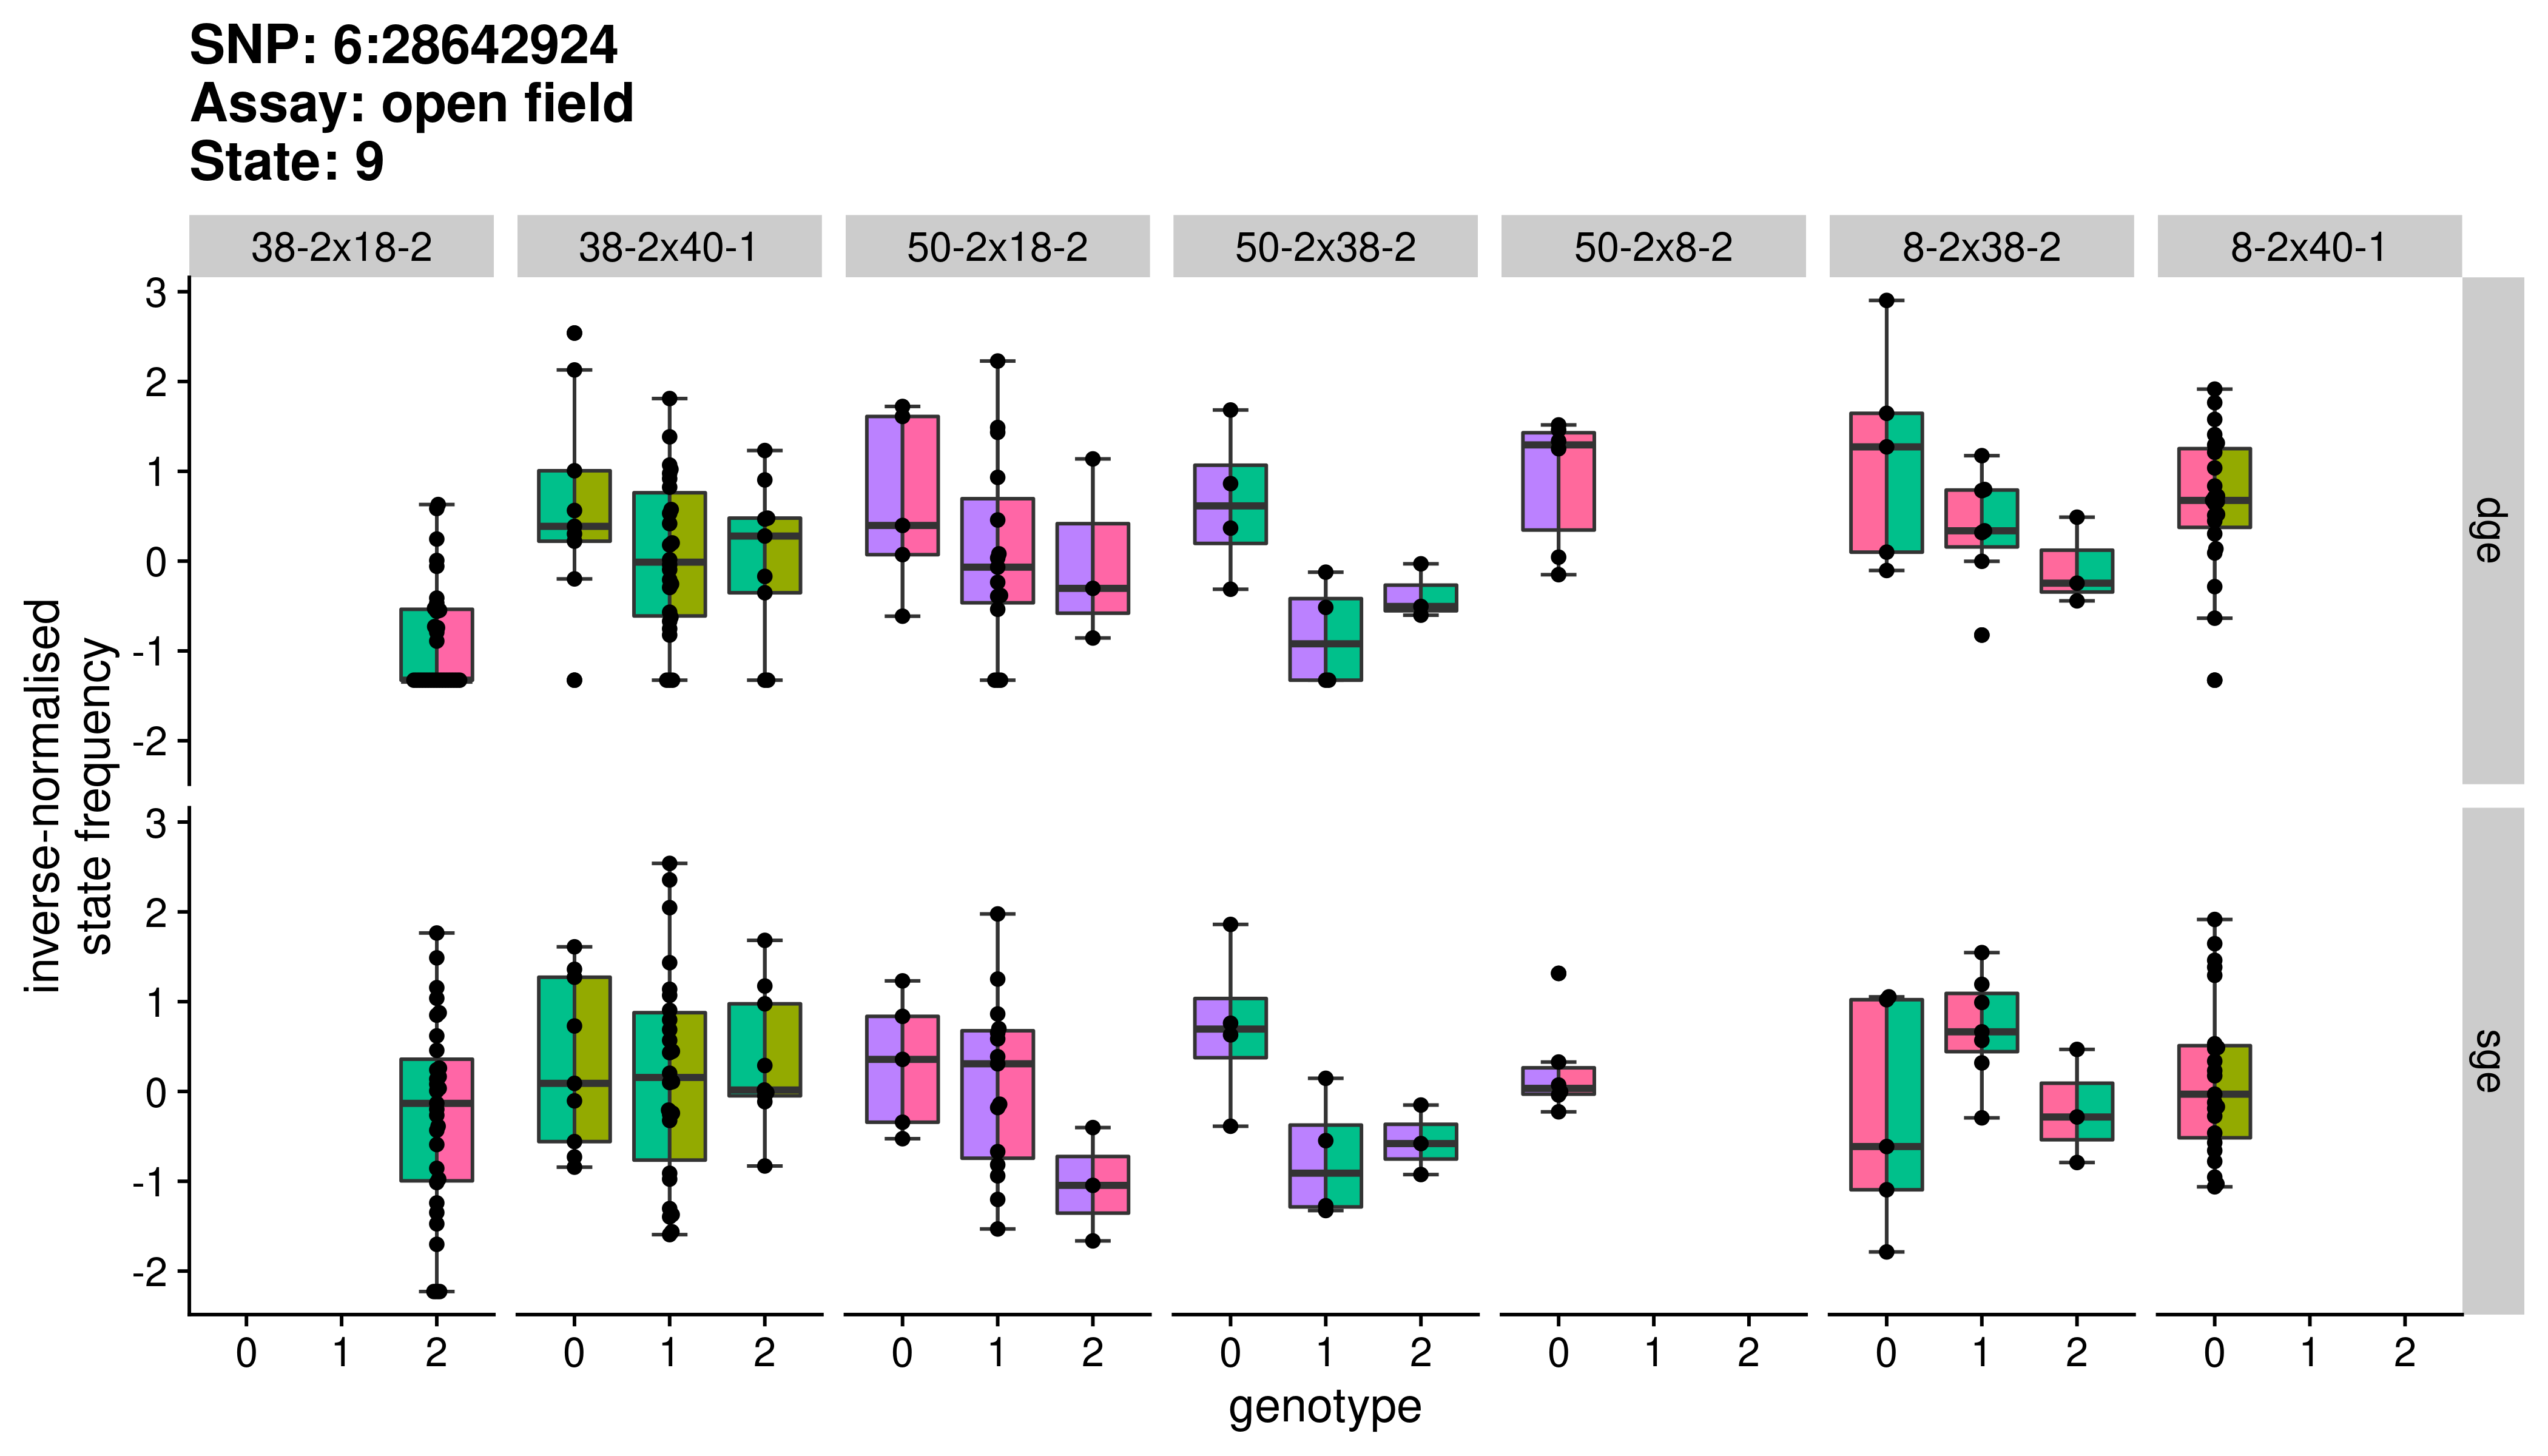 SNP: 6:28642924
Assay: open field
State: 9
38-2x18-2 38-2x40-1 50-2x18-2 50-2x38-2 50-2x8-2 8-2x38-2 8-2x40-1
3
2
1
0
-1
-2
dge
3
2
1
0
-1
-2
sge
inverse-normalised
state frequency
0 1 2 0 1 2 0 1 2 0 1 2 0 1 2 0 1 2 0 1 2
genotype